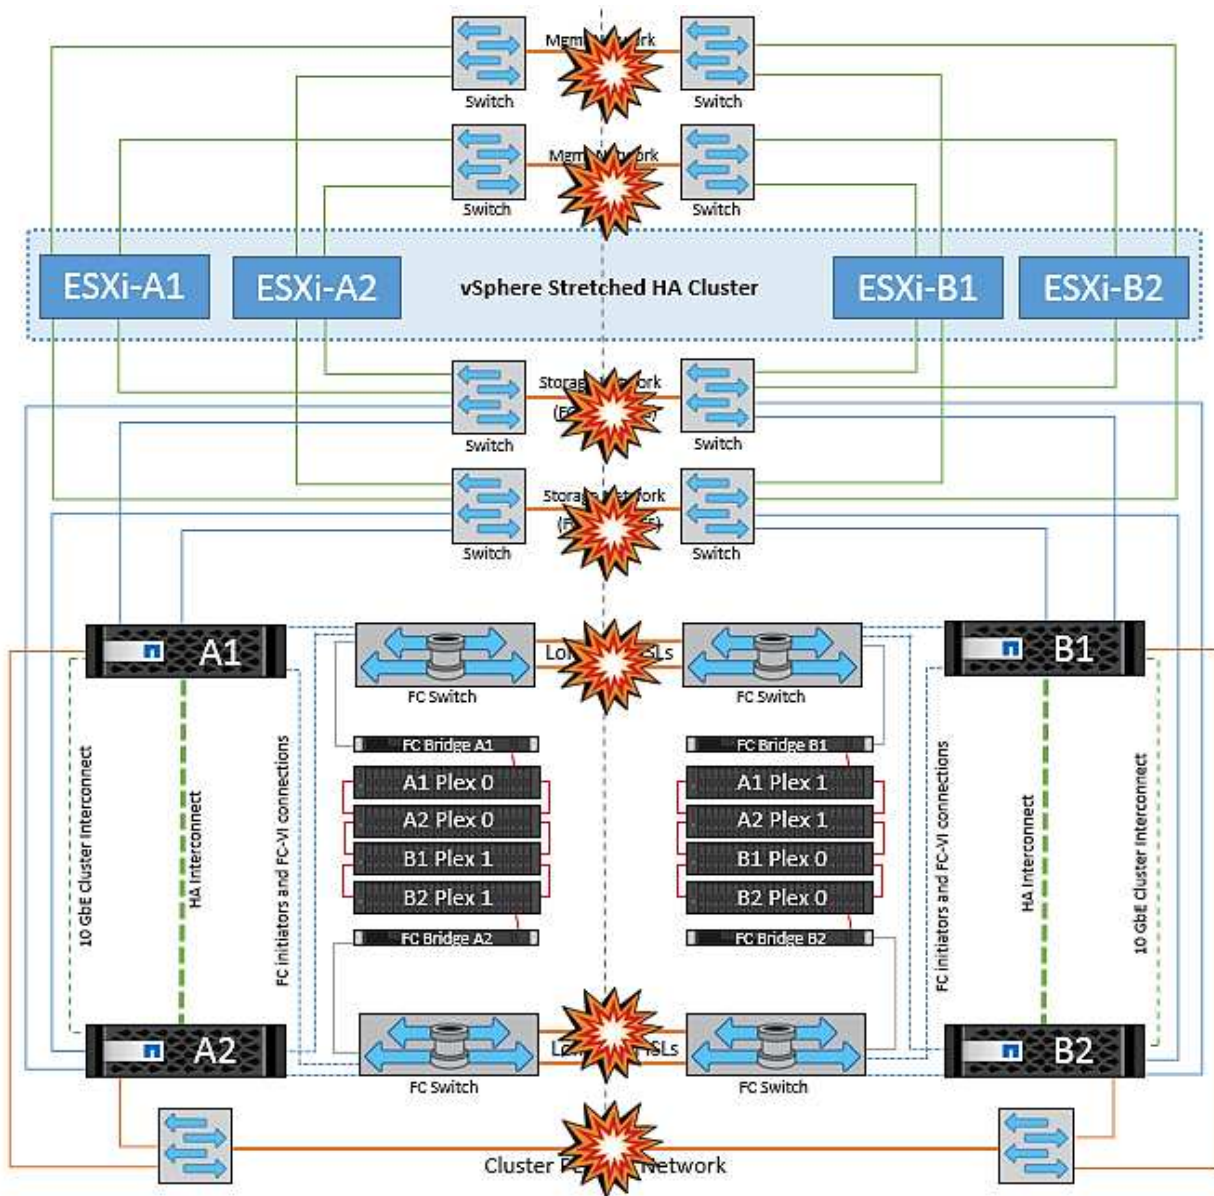 Switch
Switch
Switch
Switch
ESXi-A1
ESXi-A2
vSphere Stretched HA Cluster
ESXi-B1
ESXi-B2
Switch
Switch
Switch
Switch
A1
B1
FC Switch
FC Switch
FC Bridge A1
FC Bridge B1
A1 Plex 0
A1 Plex 1
A2 Plex 0
A2 Plex 1
B1 Plex 1
B1 Plex 0
B2 Plex 1
B2 Plex 0
FC Bridge A2
FC Bridge B2
10 GbE Cluster Interconnect
HA Interconnect
FC initiators and FC-VI connections
FC initiators and FC-VI connections
HA Interconnect
10 GbE Cluster Interconnect
A2
B2
FC Switch
FC Switch
Cluster
Network